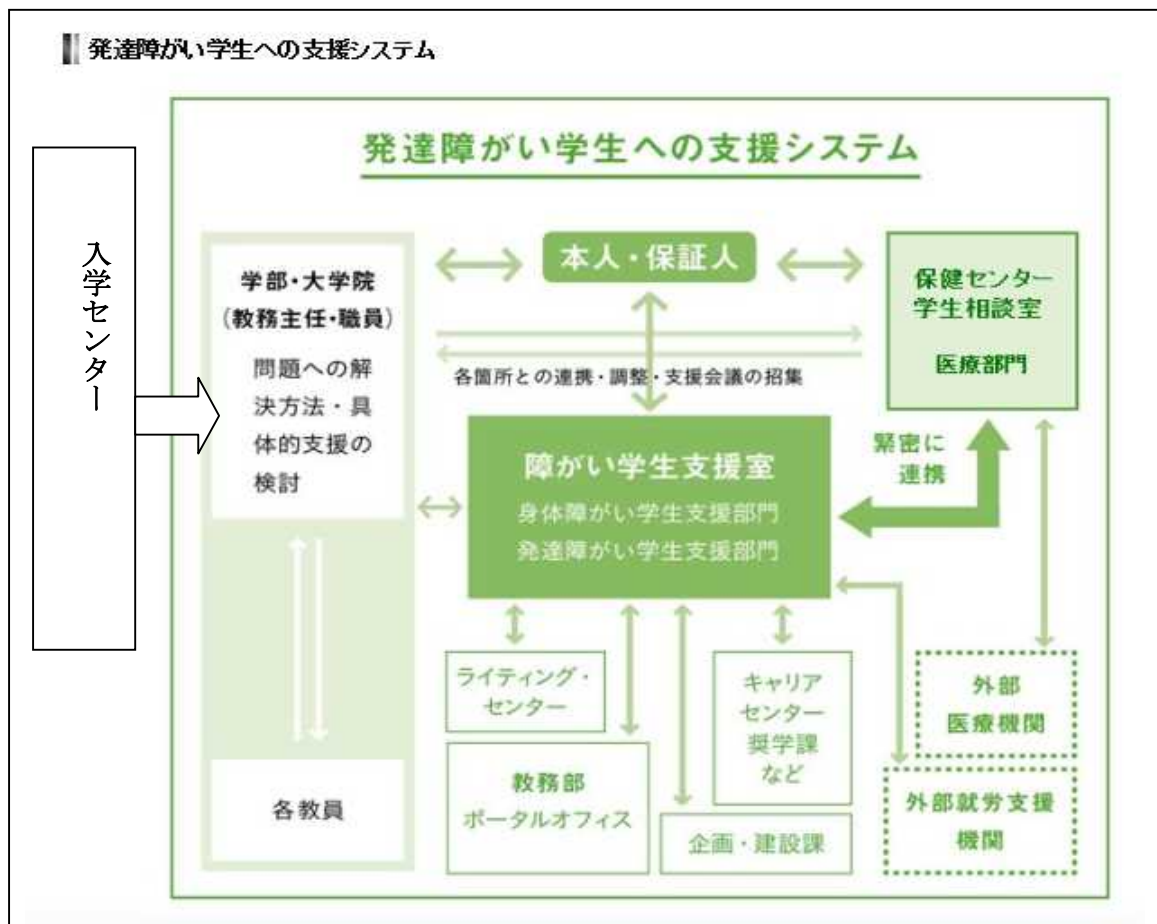 発達障がい学生への支援システム
発達障がい学生への支援システム
入学センター
学部・大学院
(教務主任・職員)
問題への解
決方法・具
体的支援の
検討
本人・保証人
保健センター
学生相談室
医療部門
各箇所との連携・調整・支援会議の招集
緊密に
連携
障がい学生支援室
身体障がい学生支援部門
発達障がい学生支援部門
各教員
ライティング・
センター
教務部
ポータルオフィス
企画・建設課
キャリア
センター
奨学課
など
外部
医療機関
外部就労支援
機関